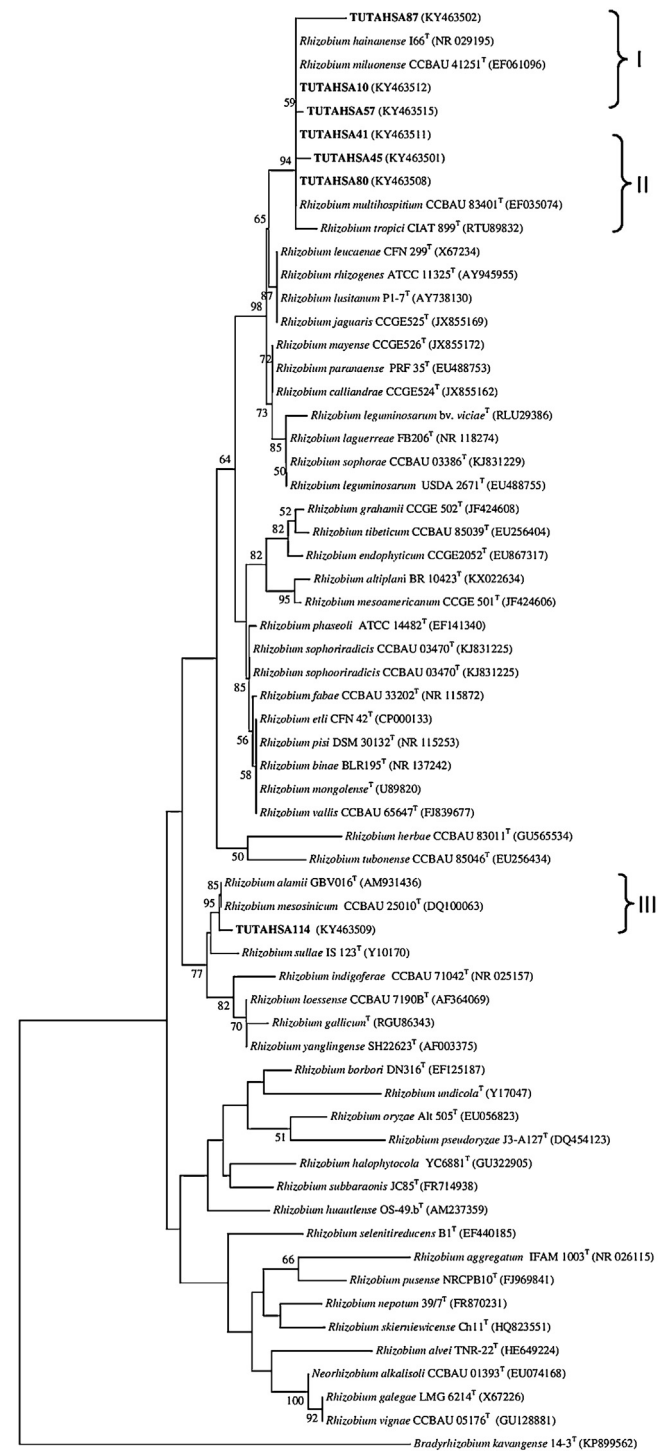 TUTAHSA87 (KY463502)
Rhizobium hainanense I66T (NR 029195)
I
Rhizobium miluonense CCBAU 41251T (EF061096)
TUTAHSA10 (KY463512)
59
TUTAHSA57 (KY463515)
TUTAHSA41 (KY463511)
94
TUTAHSA45 (KY463501)
TUTAHSA80 (KY463508)
II
Rhizobium multihospitium CCBAU 83401T (EF035074)
65
Rhizobium tropici CIAT 899T (RTU89832)
Rhizobium leucaenae CFN 299T (X67234)
Rhizobium rhizogenes ATCC 11325T (AY945955)
87
Rhizobium lusitanum P1-7T (AY738130)
98
Rhizobium jaguaris CCGE525T (JX855169)
Rhizobium mayense CCGE526T (JX855172)
72
Rhizobium paranaense PRF 35T (EU488753)
Rhizobium calliandrae CCGE524T (JX855162)
73
Rhizobium leguminosarum bv. viciaeT (RLU29386)
Rhizobium laguerreae FB206T (NR 118274)
85
Rhizobium sophorae CCBAU 03386T (KJ831229)
64
50
Rhizobium leguminosarum USDA 2671T (EU488755)
52
Rhizobium grahamii CCGE 502T (JF424608)
82
Rhizobium tibeticum CCBAU 85039T (EU256404)
82
Rhizobium endophyticum CCGE2052T (EU867317)
Rhizobium altiplani BR 10423T (KX022634)
95
Rhizobium mesoamericanum CCGE 501T (JF424606)
Rhizobium phaseoli ATCC 14482T (EF141340)
Rhizobium sophoriradicis CCBAU 03470T (KJ831225)
Rhizobium sophooriradicis CCBAU 03470T (KJ831225)
85
Rhizobium fabae CCBAU 33202T (NR 115872)
Rhizobium etli CFN 42T (CP000133)
56
Rhizobium pisi DSM 30132T (NR 115253)
Rhizobium binae BLR195T (NR 137242)
58
Rhizobium mongolenseT (U89820)
Rhizobium vallis CCBAU 65647T (FJ839677)
Rhizobium herbae CCBAU 83011T (GU565534)
50
Rhizobium tubonense CCBAU 85046T (EU256434)
85
Rhizobium alamii GBV016T (AM931436)
95
Rhizobium mesosinicum CCBAU 25010T (DQ100063)
III
TUTAHSA114 (KY463509)
Rhizobium sullae IS 123T (Y10170)
77
Rhizobium indigoferae CCBAU 71042T (NR 025157)
82
Rhizobium loessense CCBAU 7190BT (AF364069)
70
Rhizobium gallicumT (RGU86343)
Rhizobium yanglingense SH22623T (AF003375)
Rhizobium borbori DN316T (EF125187)
Rhizobium undicolaT (Y17047)
Rhizobium oryzae Alt 505T (EU056823)
51
Rhizobium pseudoryzae J3-A127T (DQ454123)
Rhizobium halophytocola YC6881T (GU322905)
Rhizobium subbaraonis JC85T (FR714938)
Rhizobium huautlense OS-49.bT (AM237359)
Rhizobium selenitireducens B1T (EF440185)
66
Rhizobium aggregatum IFAM 1003T (NR 026115)
Rhizobium pusense NRCPB10T (FJ969841)
Rhizobium nepotum 39/7T (FR870231)
Rhizobium skierniewicense Ch11T (HQ823551)
Rhizobium alvei TNR-22T (HE649224)
Neorhizobium alkalisoli CCBAU 01393T (EU074168)
100
Rhizobium galegae LMG 6214T (X67226)
92
Rhizobium vignae CCBAU 05176T (GU128881)
Bradyrhizobium kavangense 14-3T (KP899562)